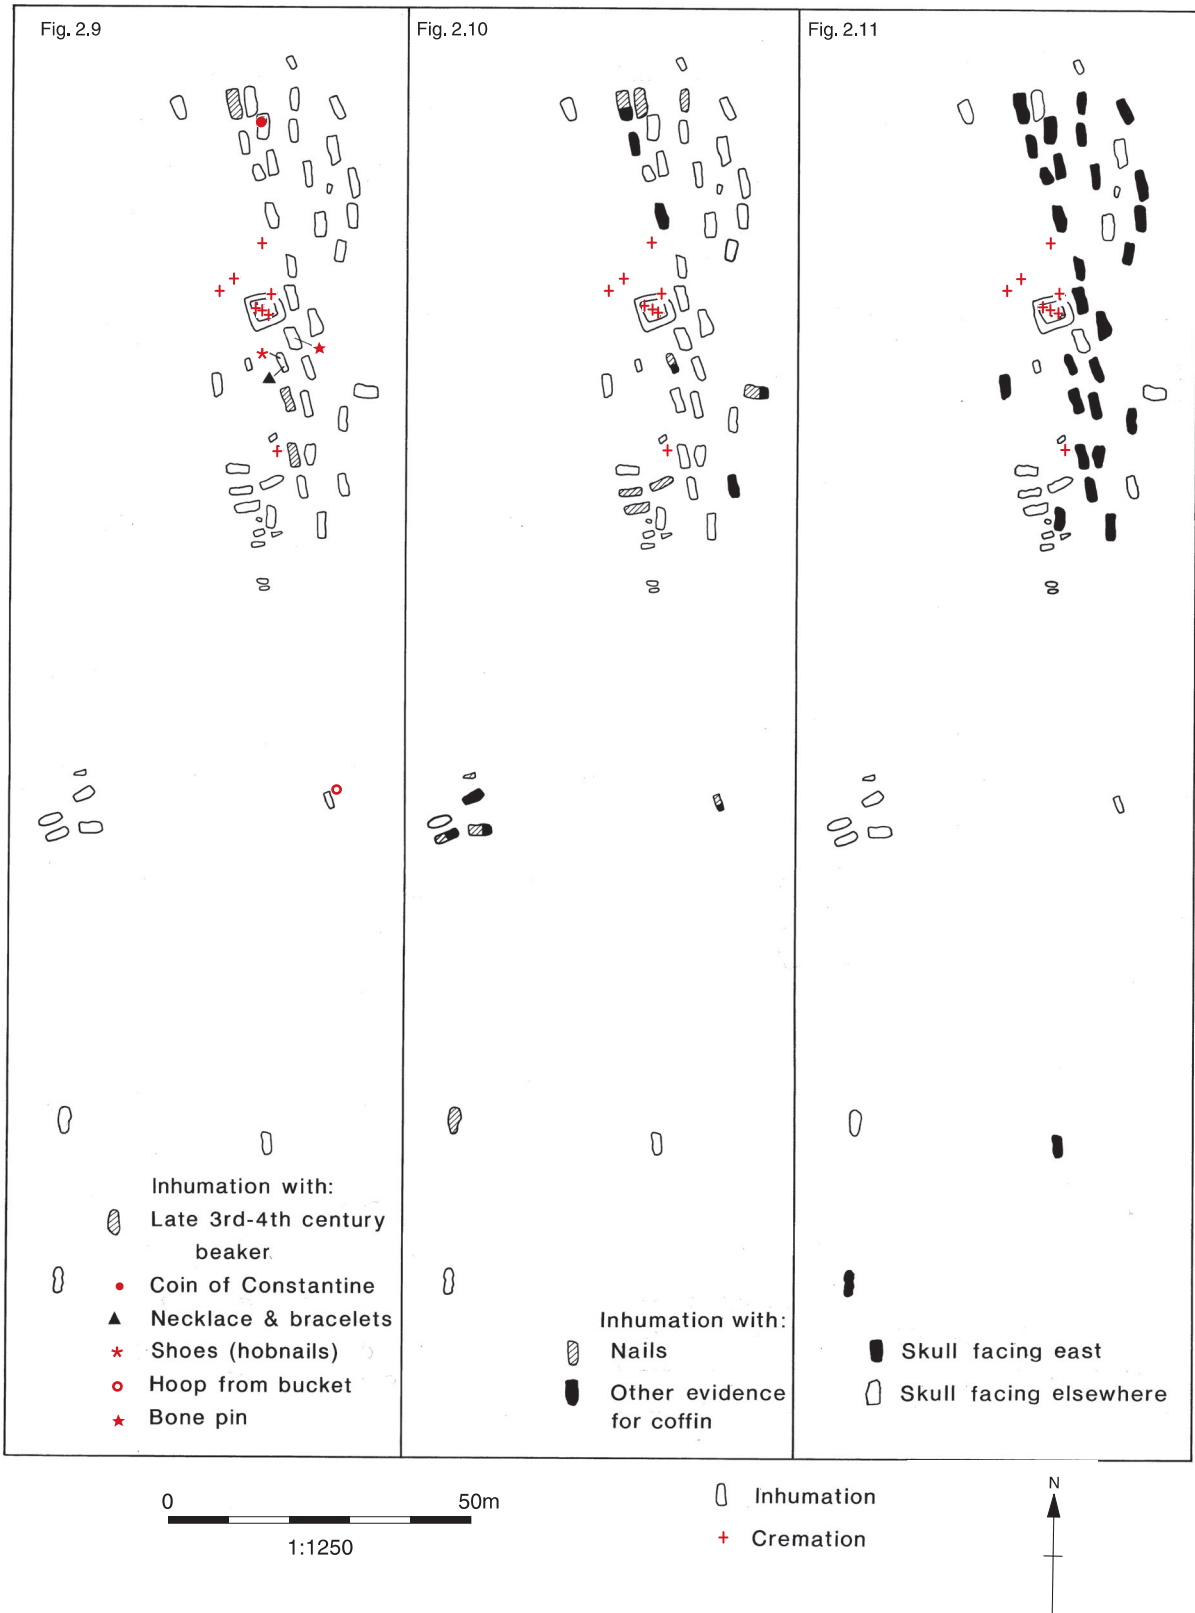 Fig. 2.9
Fig. 2.10
Fig. 2.11
Inhumation with:
Late 3rd-4th century
beaker
Coin of Constantine
Necklace & bracelets
Shoes (hobnails)
Hoop from bucket
Bone pin
Inhumation with:
Nails
Other evidence
for coffin
Skull facing east
Skull facing elsewhere
0 50m
1:1250
Inhumation
Cremation
N